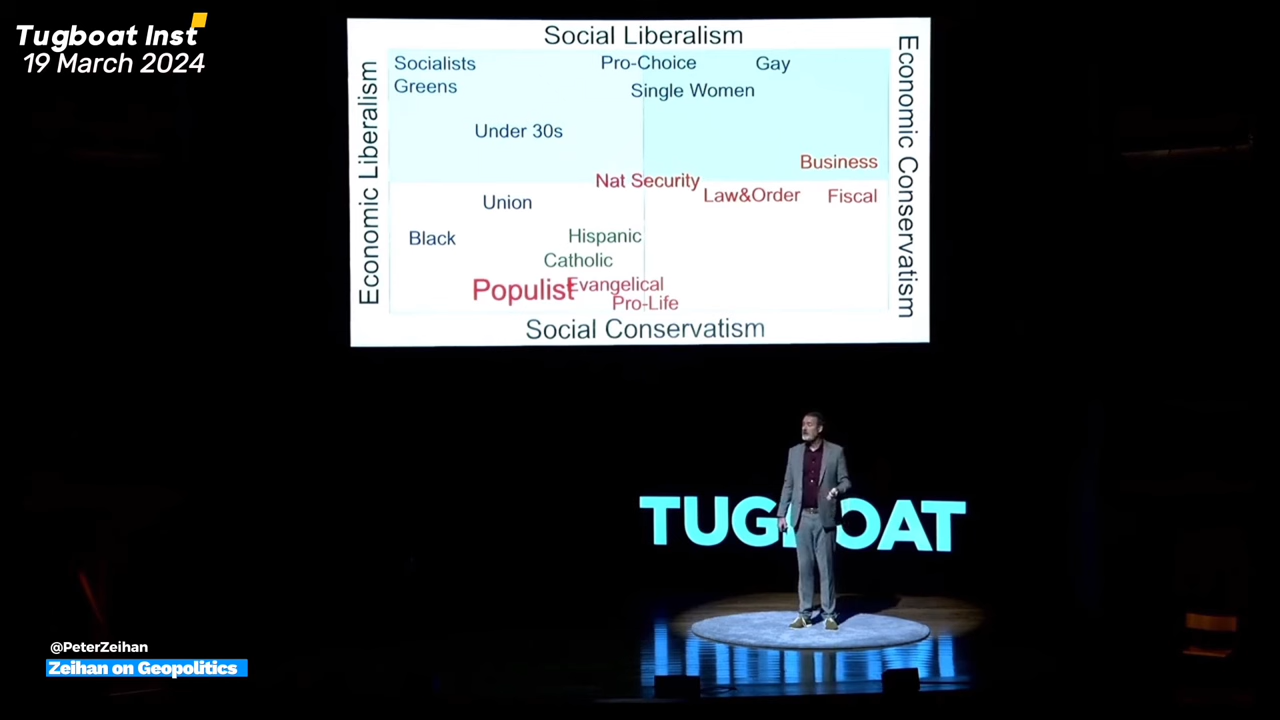 Tugboat Inst
19 March 2024
Social Liberalism
Economic Liberalism
Economic Conservatism
Socialists
Pro-Choice
Gay
Greens
Single Women
Under 30s
Business
Nat Security
Law&Order
Fiscal
Union
Black
Hispanic
Catholic
Populist
Evangelical
Pro-Life
Social Conservatism
TUGBOAT
@PeterZeihan
Zeihan on Geopolitics